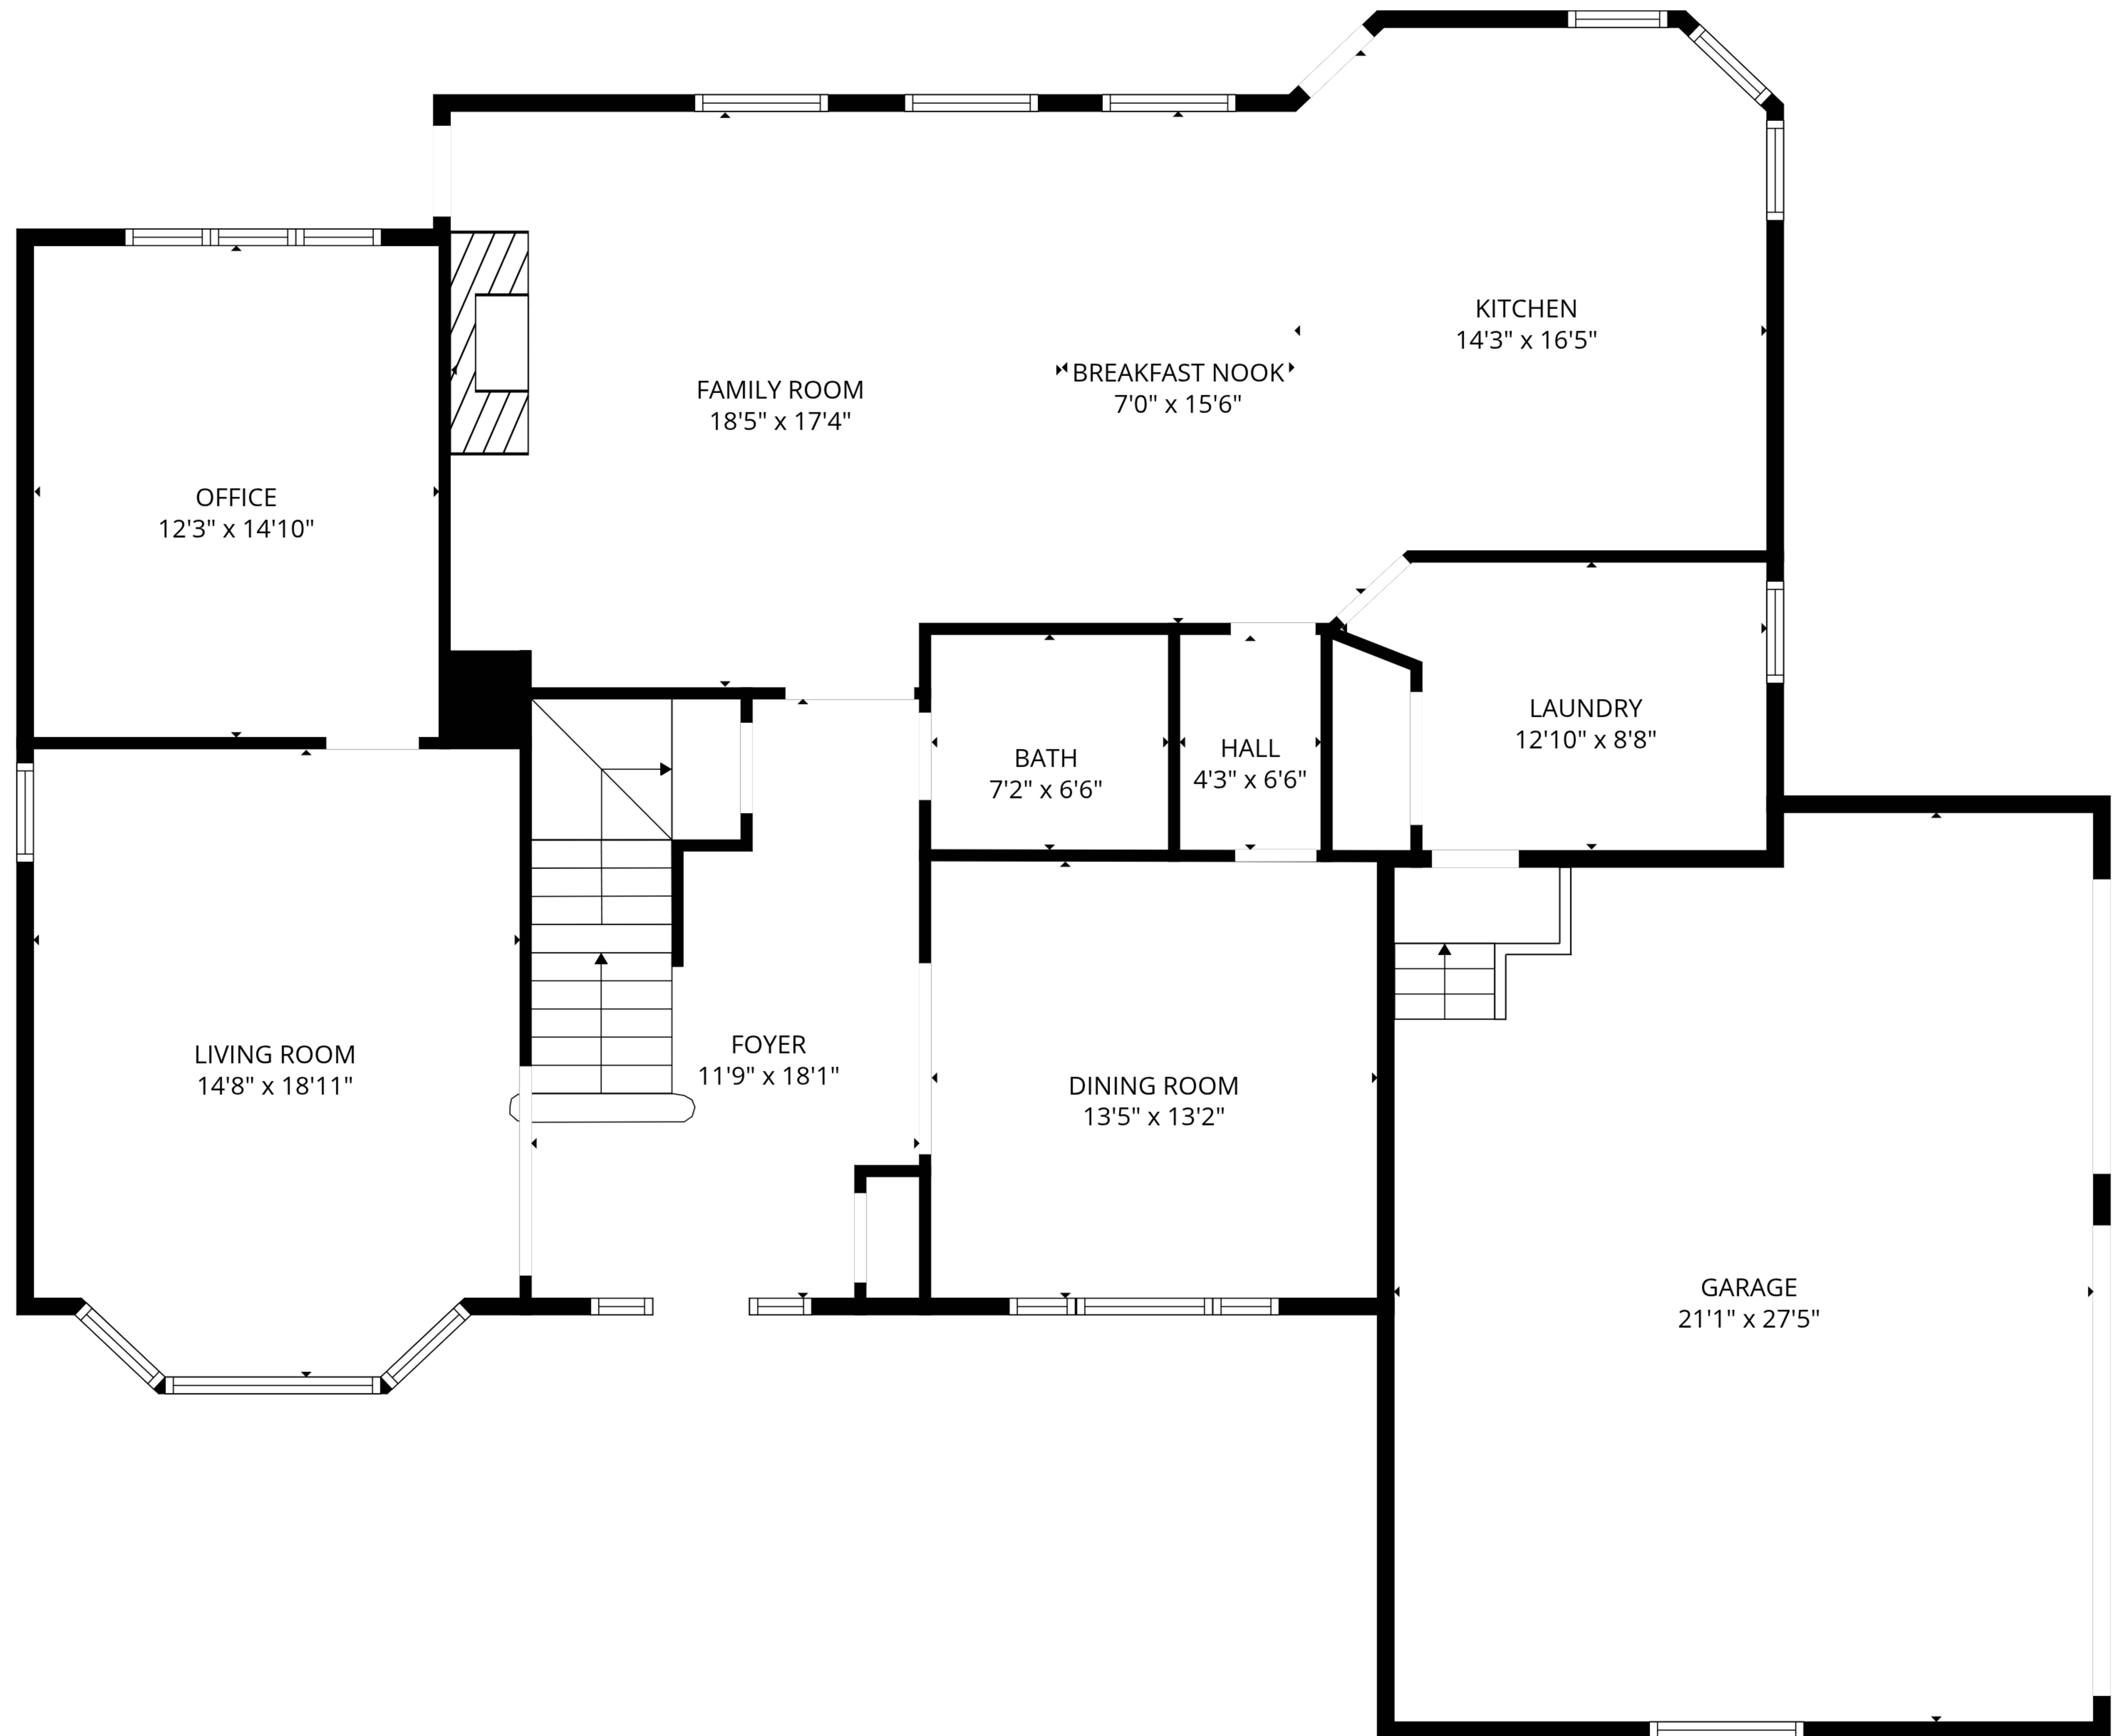 KITCHEN
14'3" x 16'5"
BREAKFAST NOOK
7'0" x 15'6"
FAMILY ROOM
18'5" x 17'4"
OFFICE
12'3" x 14'10"
LAUNDRY
12'10" x 8'8"
HALL
4'3" x 6'6"
BATH
7'2" x 6'6"
FOYER
11'9" x 18'1"
LIVING ROOM
14'8" x 18'11"
DINING ROOM
13'5" x 13'2"
GARAGE
21'1" x 27'5"